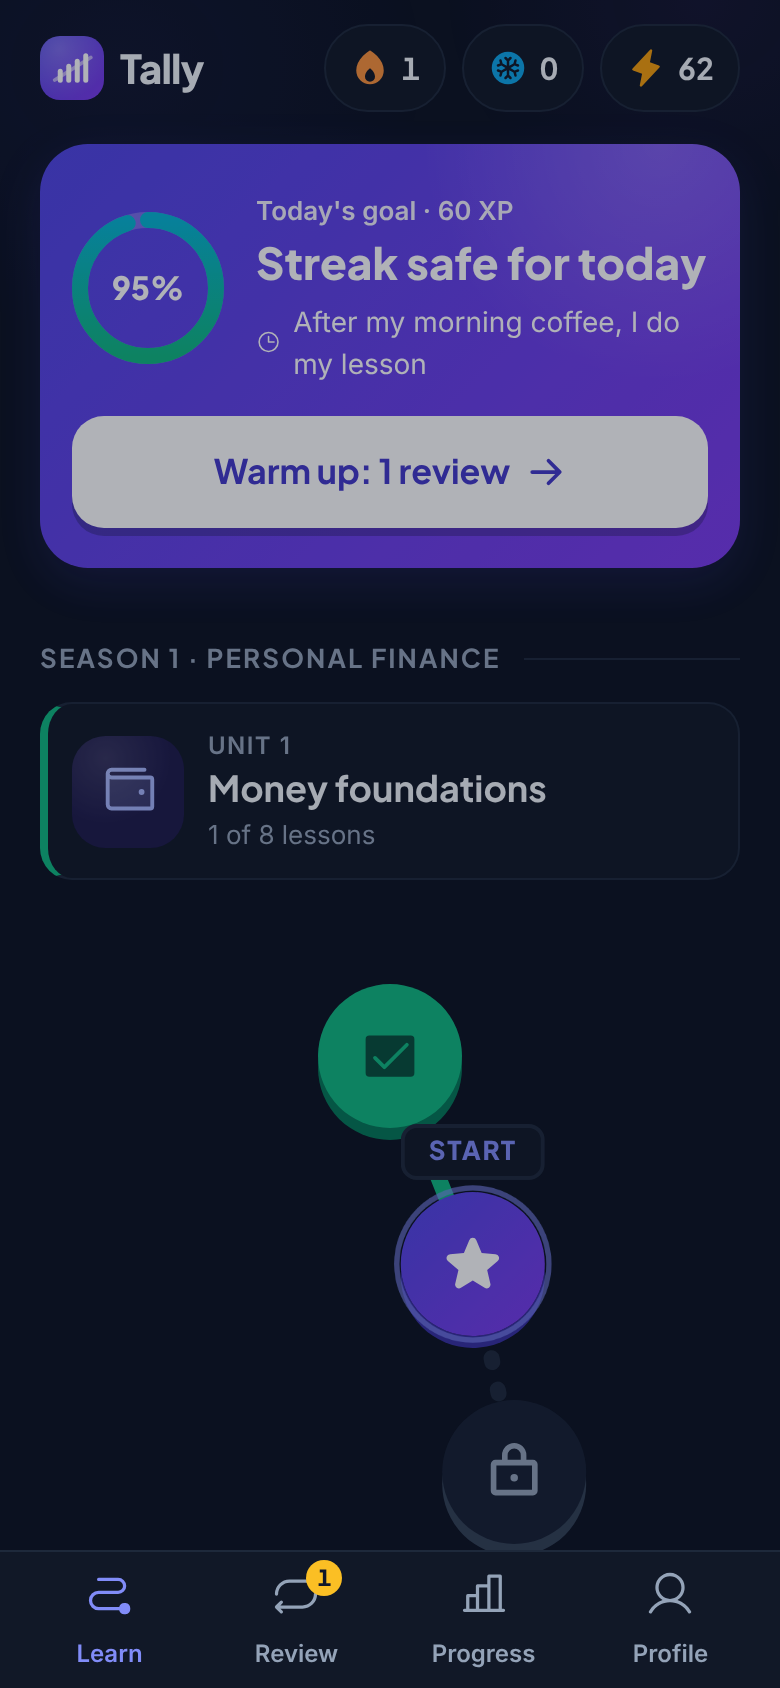 Tally
1
0
62
Today's goal · 60 XP
95%
Streak safe for today
After my morning coffee, I do
my lesson
Warm up: 1 review →
SEASON 1 · PERSONAL FINANCE
UNIT 1
Money foundations
1 of 8 lessons
START
1
Learn
Review
Progress
Profile